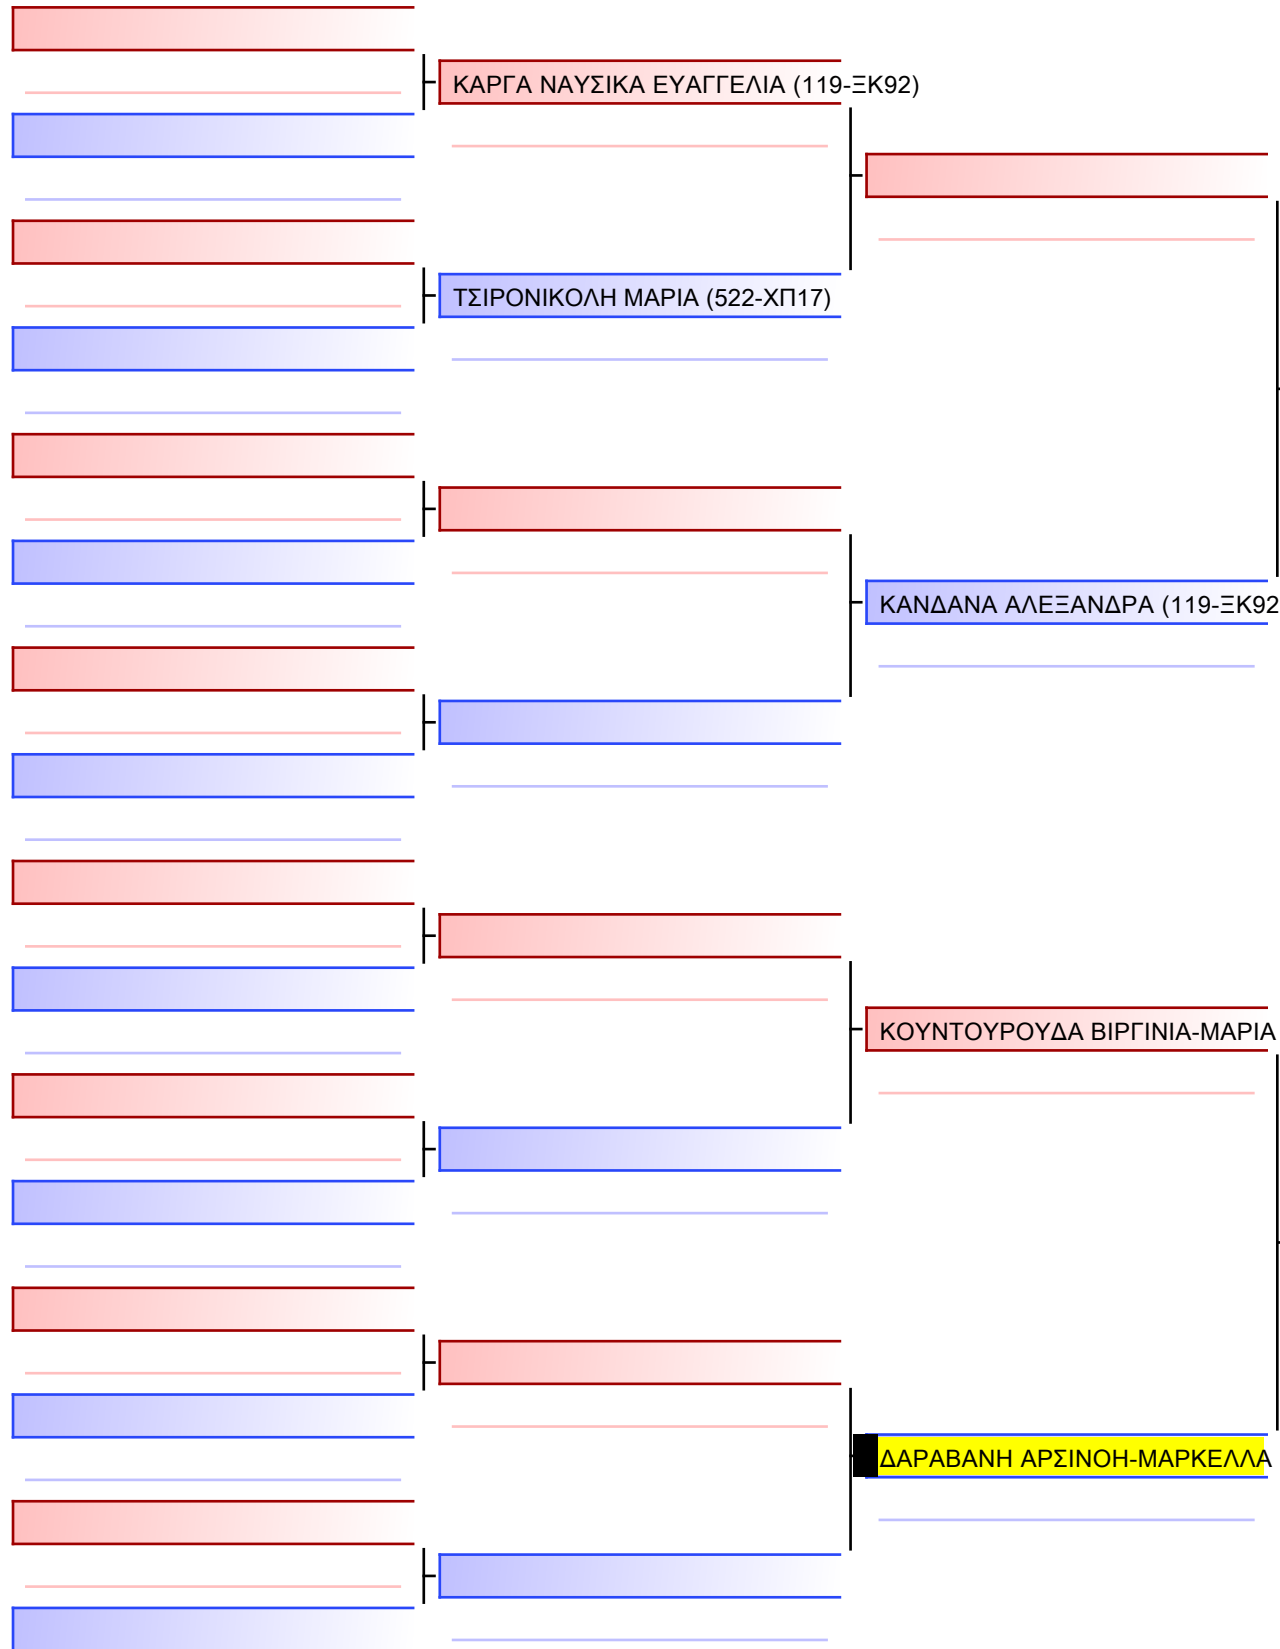 ΚΑΡΓΑ ΝΑΥΣΙΚΑ ΕΥΑΓΓΕΛΙΑ (119-ΞΚ92)
ΤΣΙΡΟΝΙΚΟΛΗ ΜΑΡΙΑ (522-ΧΠ17)
ΚΑΝΔΑΝΑ ΑΛΕΞΑΝΔΡΑ (119-ΞΚ92
ΚΟΥΝΤΟΥΡΟΥΔΑ ΒΙΡΓΙΝΙΑ-ΜΑΡΙΑ
ΔΑΡΑΒΑΝΗ ΑΡΣΙΝΟΗ-ΜΑΡΚΕΛΛΑ